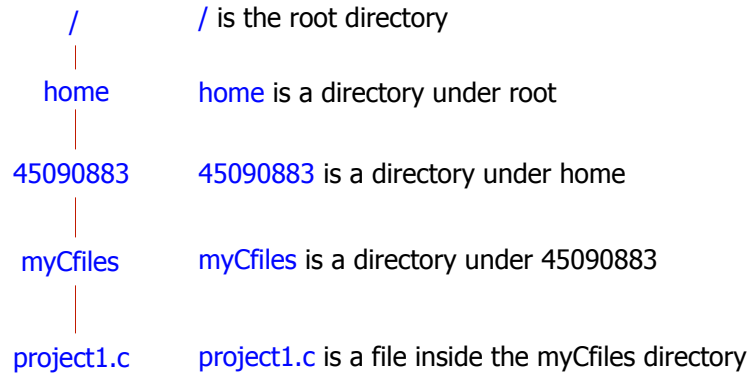 / / is the root directory
home home is a directory under root
45090883 45090883 is a directory under home
myCfiles myCfiles is a directory under 45090883
project1.c project1.c is a file inside the myCfiles directory